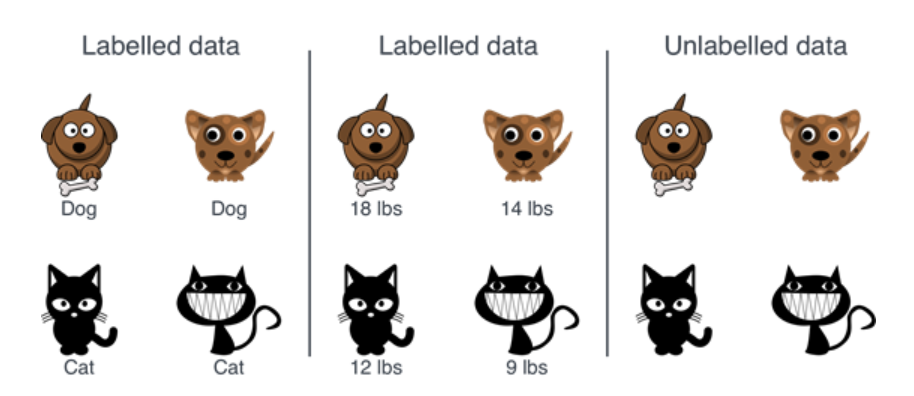 Labelled data
Dog Dog
Cat Cat
Labelled data
18 lbs 14 lbs
12 lbs 9 lbs
Unlabelled data